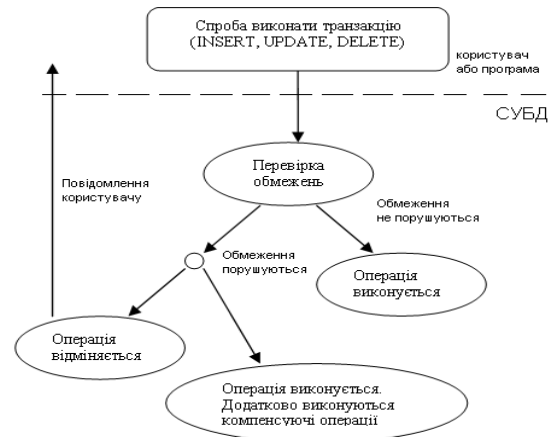 Спроба виконати транзакцію
(INSERT, UPDATE, DELETE)
користувач
або програма
СУБД
Перевірка
обмежень
Повідомлення
користувачу
Обмеження
не порушуються
Обмеження
порушуються
Операція
виконується
Операція
відміняється
Операція виконується.
Додатково виконуються
компенсуючі операції